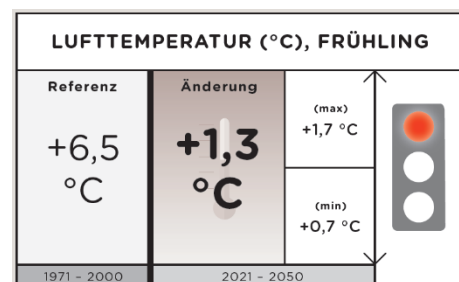 LUFTTEMPERATUR (°C), FRÜHLING
Referenz
+6,5
°C
1971 – 2000
Änderung
+1,3
°C
(max)
+1,7 °C
(min)
+0,7 °C
2021 – 2050